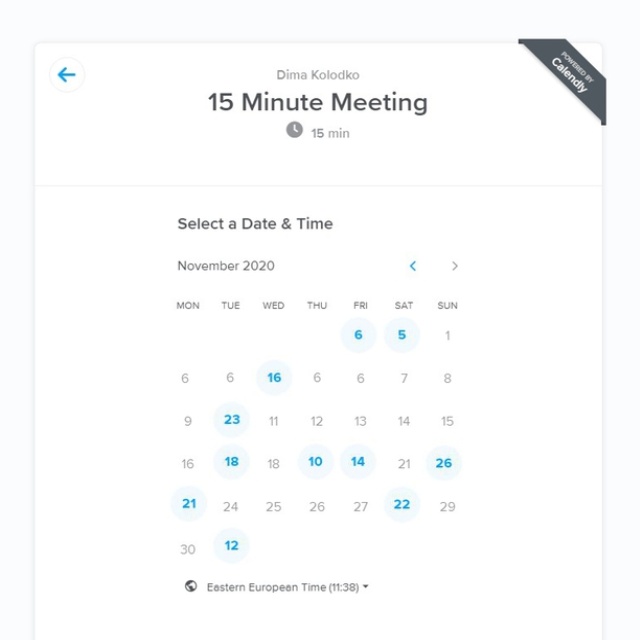 POWERED BY
Calendly
Dima Kolodko
15 Minute Meeting
15 min
Select a Date & Time
November 2020
MON TUE WED THU FRI SAT SUN
6 5 1
6 6 16 6 6 7 8
9 23 11 12 13 14 15
16 18 18 10 14 21 26
21 24 25 26 27 22 29
30 12
Eastern European Time (11:38)